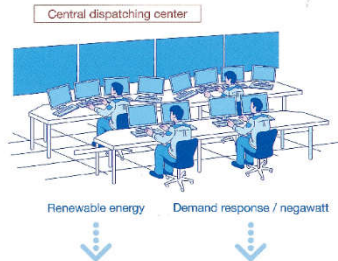 Central dispatching center
Renewable energy Demand response / negawatt